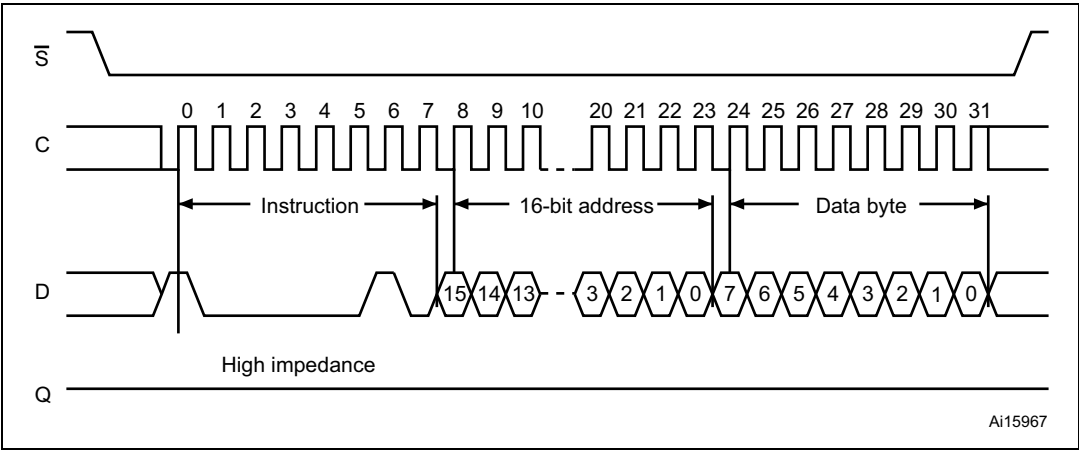 S
0 1 2 3 4 5 6 7 8 9 10 20 21 22 23 24 25 26 27 28 29 30 31
C
Instruction 16-bit address Data byte
D 15 14 13 3 2 1 0 7 6 5 4 3 2 1 0
High impedance
Q
Ai15967